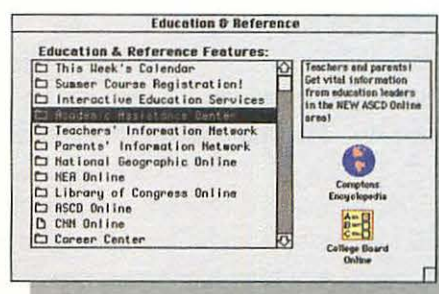 Education & Reference
Education & Reference Features:
This Week's Calendar
Summer Course Registration!
Interactive Education Services
Academic Assistance Center
Teachers' Information Network
Parents' Information Network
National Geographic Online
NEA Online
Library of Congress Online
ASCD Online
CNN Online
Career Center
Teachers and parents!
Get vital information
from education leaders
in the NEW ASCD Online
area!
Comptons
Encyclopedia
A
B
C
College Board
Online